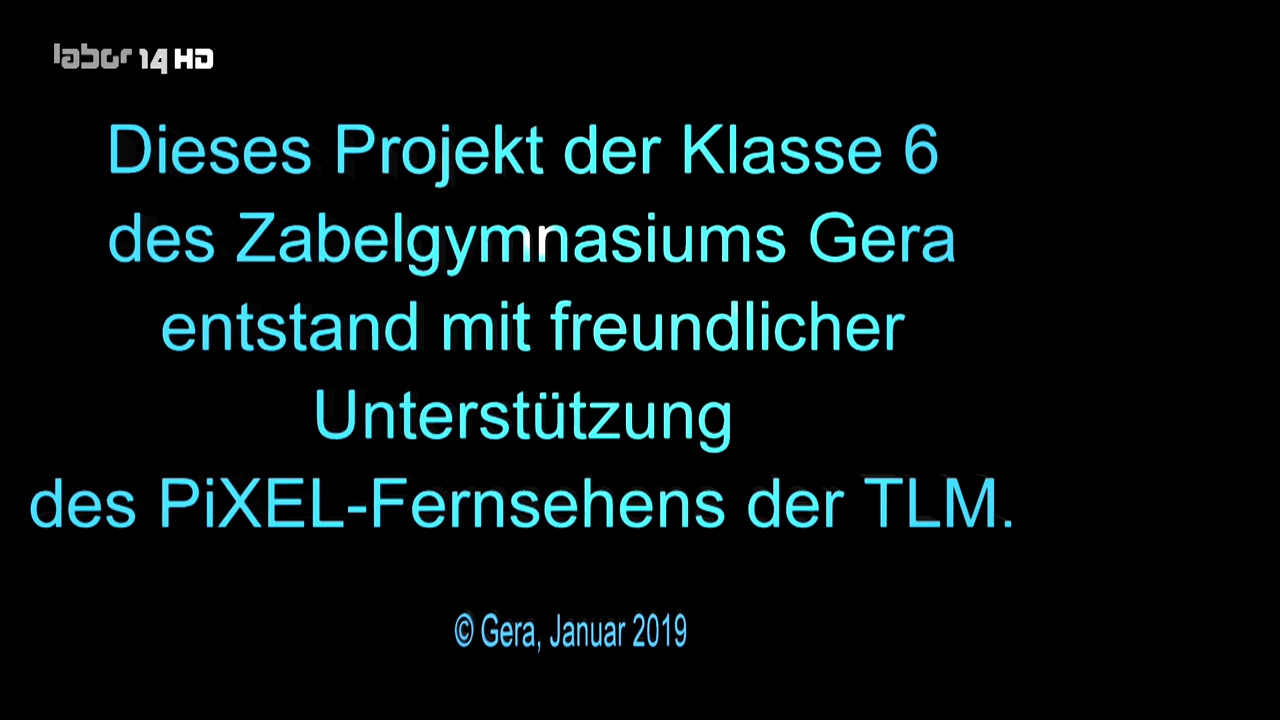 labor 14 HD
Dieses Projekt der Klasse 6
des Zabelgymnasiums Gera
entstand mit freundlicher
Unterstützung
des PiXEL-Fernsehens der TLM.
© Gera, Januar 2019